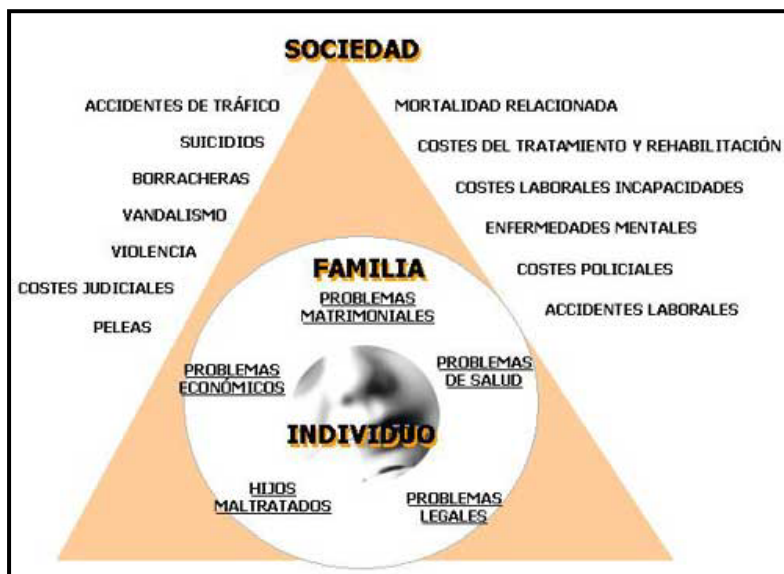 SOCIEDAD
ACCIDENTES DE TRÁFICO
SUICIDIOS
BORRACHERAS
VANDALISMO
VIOLENCIA
COSTES JUDICIALES
PELEAS
MORTALIDAD RELACIONADA
COSTES DEL TRATAMIENTO Y REHABILITACIÓN
COSTES LABORALES INCAPACIDADES
ENFERMEDADES MENTALES
COSTES POLICIALES
ACCIDENTES LABORALES
FAMILIA
PROBLEMAS
MATRIMONIALES
PROBLEMAS
ECONÓMICOS
PROBLEMAS
DE SALUD
INDIVIDUO
HIJOS
MALTRATADOS
PROBLEMAS
LEGALES